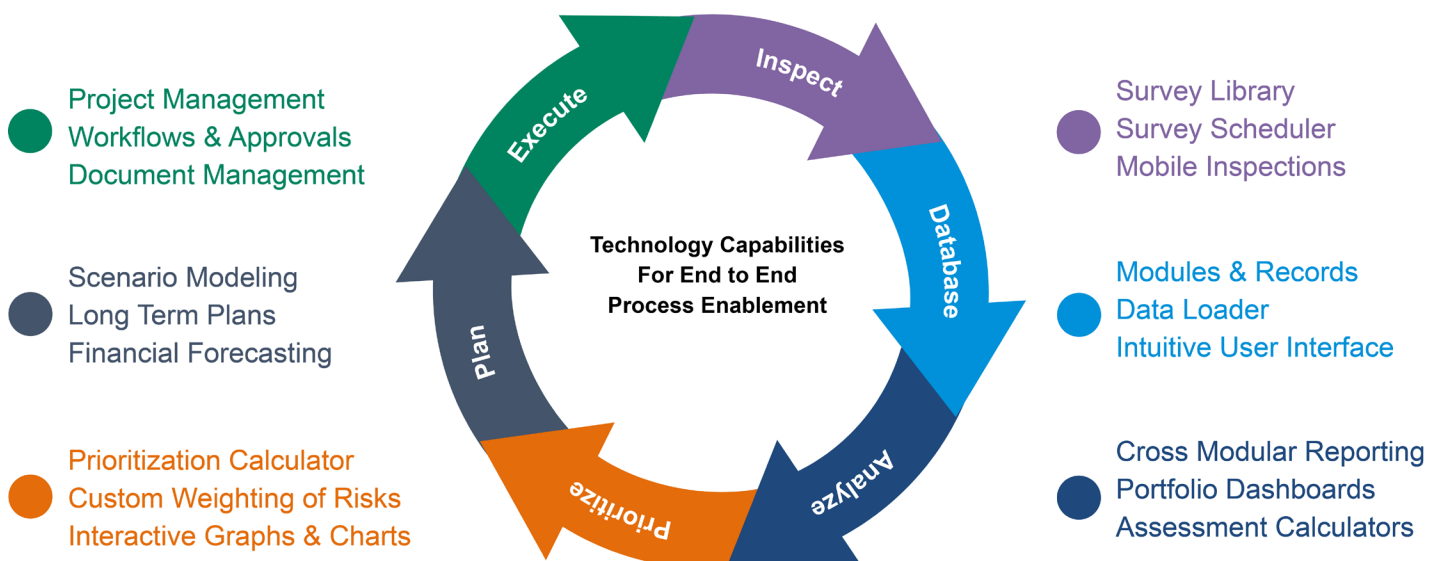 Project Management
Workflows & Approvals
Document Management
Scenario Modeling
Long Term Plans
Financial Forecasting
Prioritization Calculator
Custom Weighting of Risks
Interactive Graphs & Charts
Execute
Inspect
Database
Analyze
Prioritize
Plan
Technology Capabilities
For End to End
Process Enablement
Survey Library
Survey Scheduler
Mobile Inspections
Modules & Records
Data Loader
Intuitive User Interface
Cross Modular Reporting
Portfolio Dashboards
Assessment Calculators